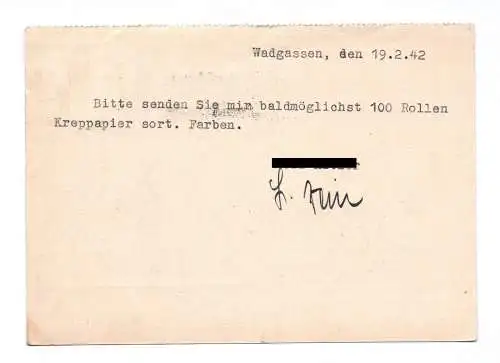 Wadgassen, den 19.2.42
Bitte senden Sie mir baldmöglichst 100 Rollen
Kreppapier sort. Farben.